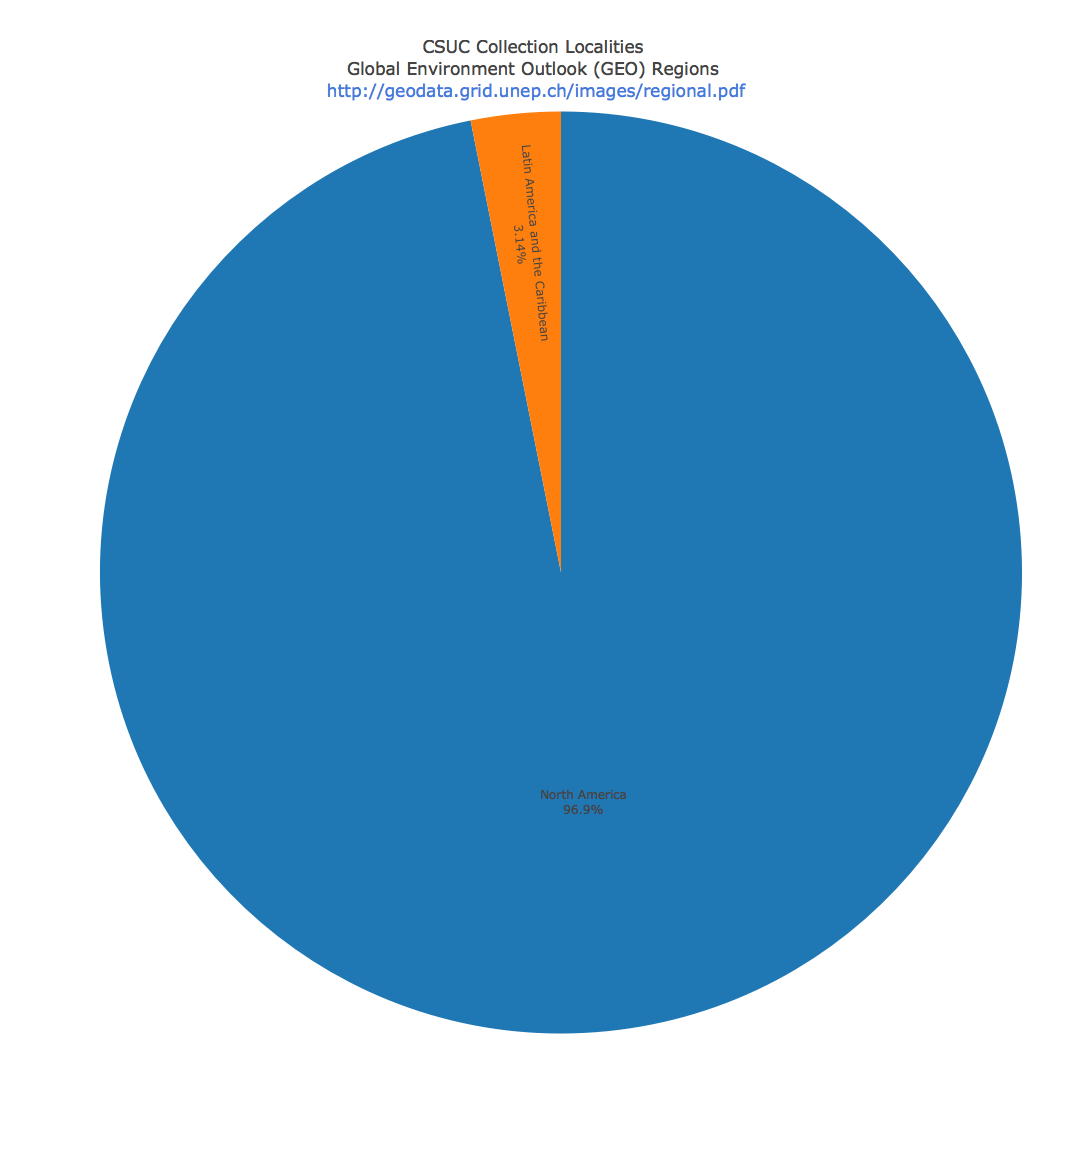 CSUC Collection Localities
Global Environment Outlook (GEO) Regions
http://geodata.grid.unep.ch/images/regional.pdf
Latin America and the Caribbean
3.14%
North America
96.9%